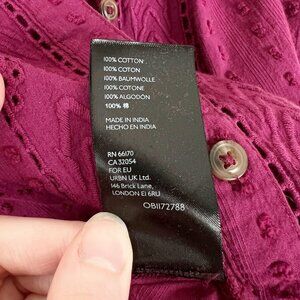 100% COTTON
100% COTON
100% BAUMWOLLE
100% COTONE
100% ALGODÓN
100% 棉
MADE IN INDIA
HECHO EN INDIA
RN 66170
CA 32054
FOR EU
URBN UK Ltd.
146 Brick Lane,
LONDON E1 6RU
OB1172788